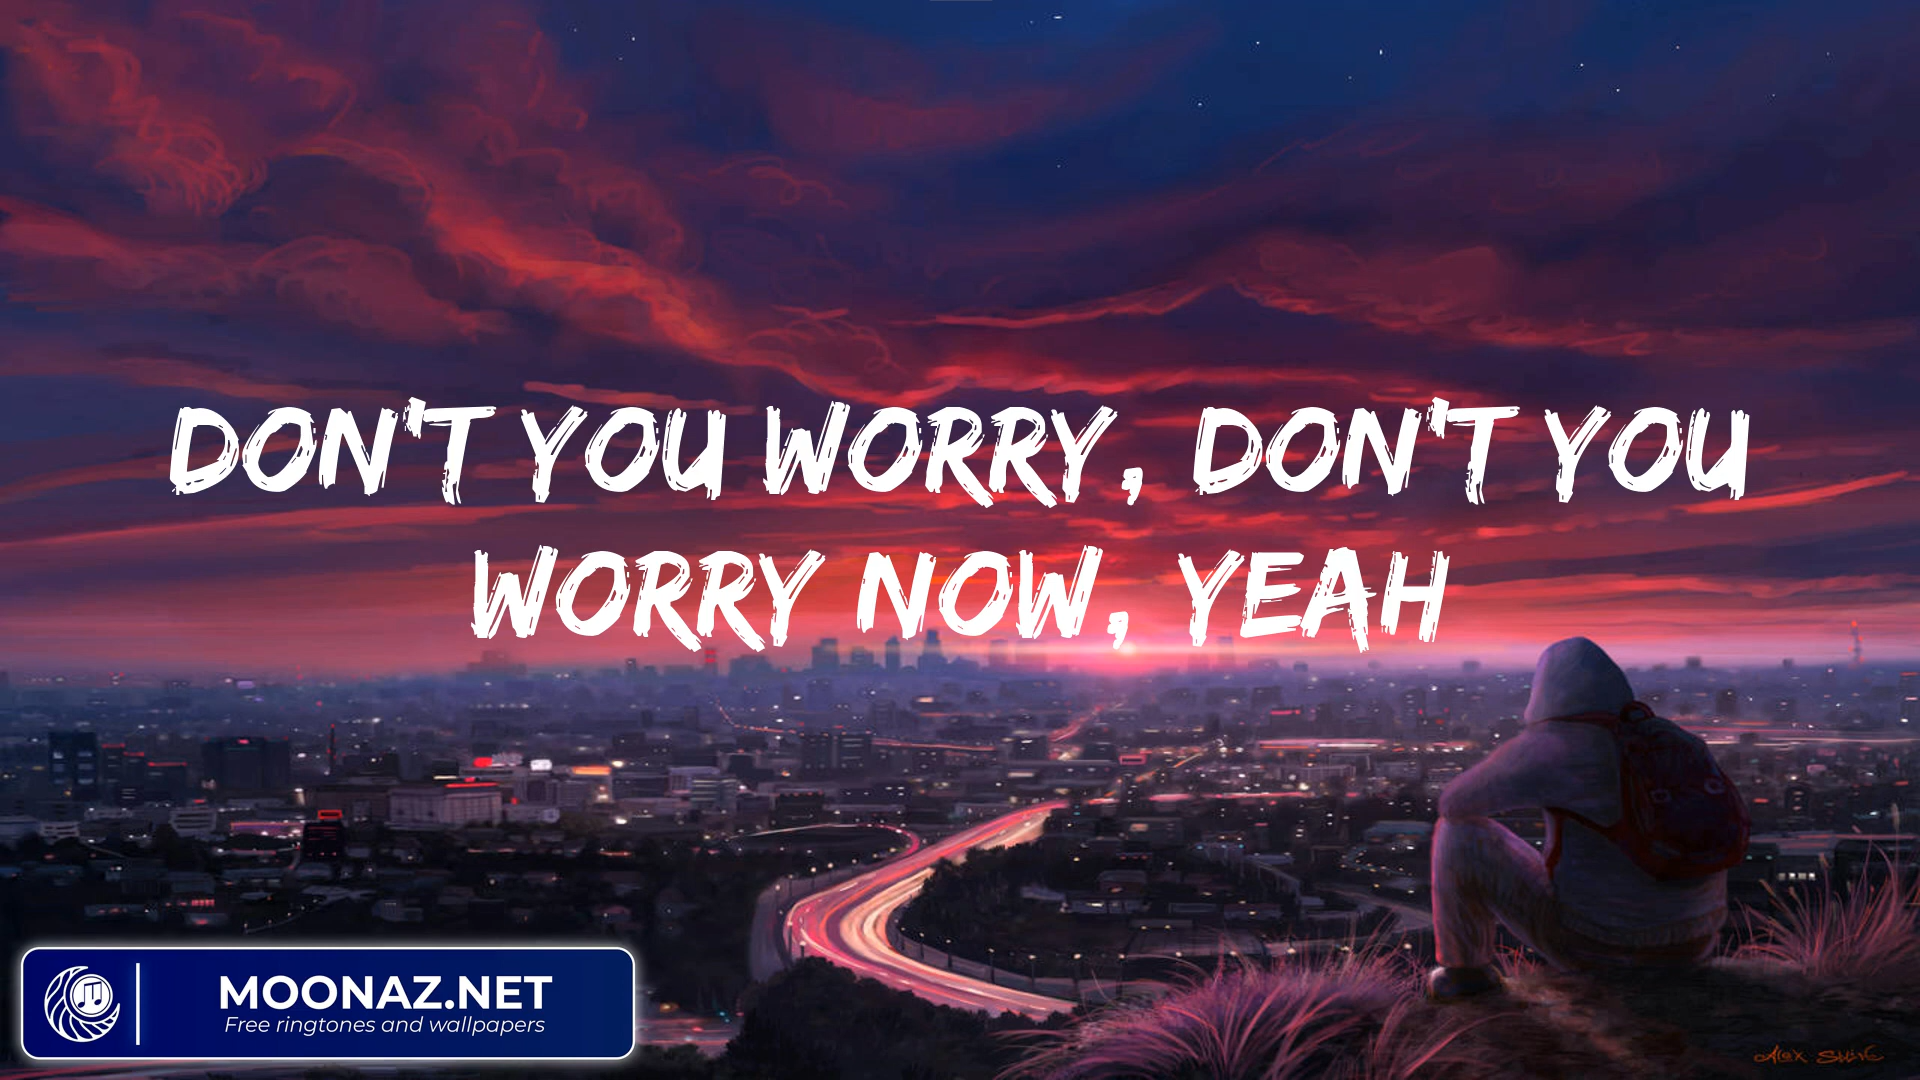 DON'T YOU WORRY, DON'T YOU
WORRY NOW, YEAH
MOONAZ.NET
Free ringtones and wallpapers